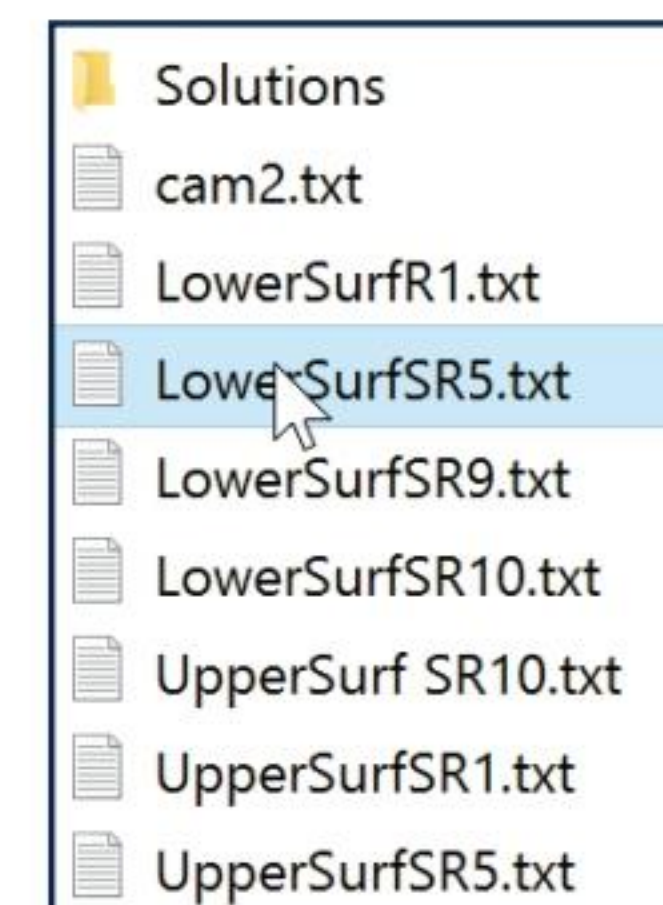 Solutions
cam2.txt
LowerSurfR1.txt
LowerSurfSR5.txt
LowerSurfSR9.txt
LowerSurfSR10.txt
UpperSurf SR10.txt
UpperSurfSR1.txt
UpperSurfSR5.txt